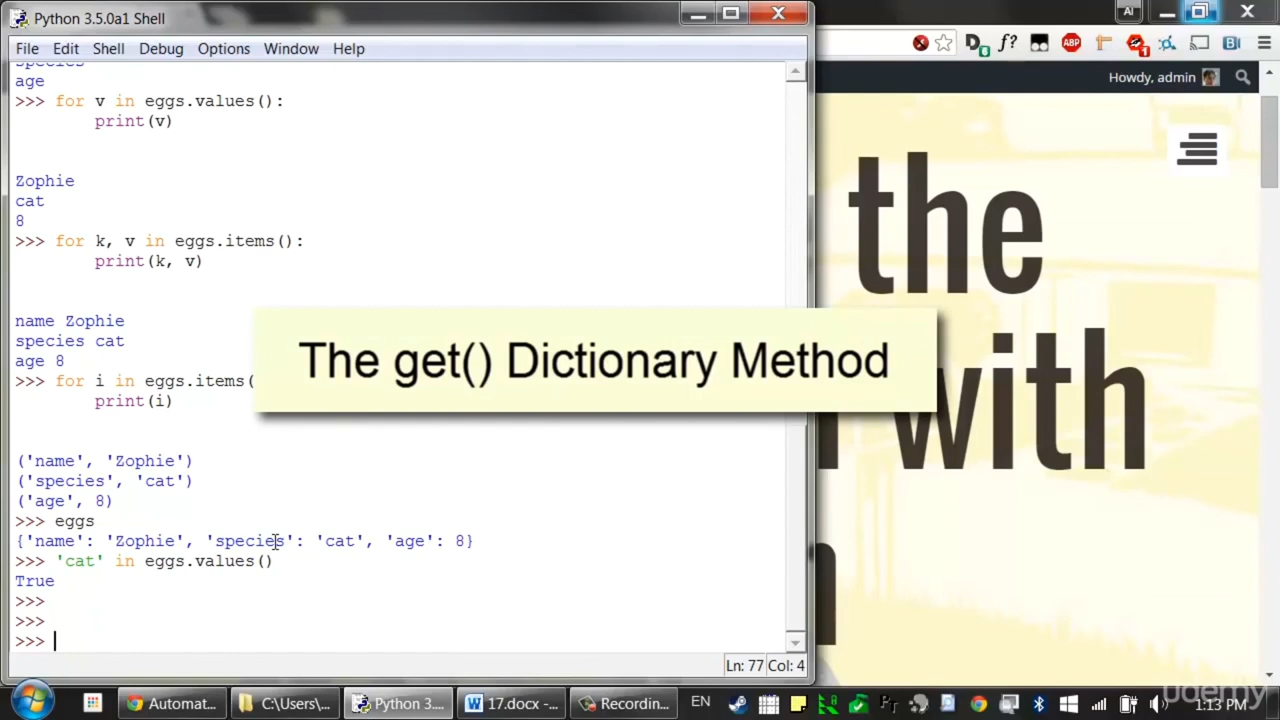 Python 3.5.0a1 Shell
File Edit Shell Debug Options Window Help
species
age
>>> for v in eggs.values():
print(v)
Zophie
cat
8
>>> for k, v in eggs.items():
print(k, v)
name Zophie
species cat
age 8
>>> for i in eggs.items(
print(i)
The get() Dictionary Method
('name', 'Zophie')
('species', 'cat')
('age', 8)
>>> eggs
{'name': 'Zophie', 'species': 'cat', 'age': 8}
>>> 'cat' in eggs.values()
True
>>>
>>>
>>>
Ln: 77 Col: 4
AI
f?
ABP
1
Howdy, admin
the
with
Automat...
C:\Users\...
Python 3....
17.docx -...
Recordin...
EN
1:13 PM
udemy